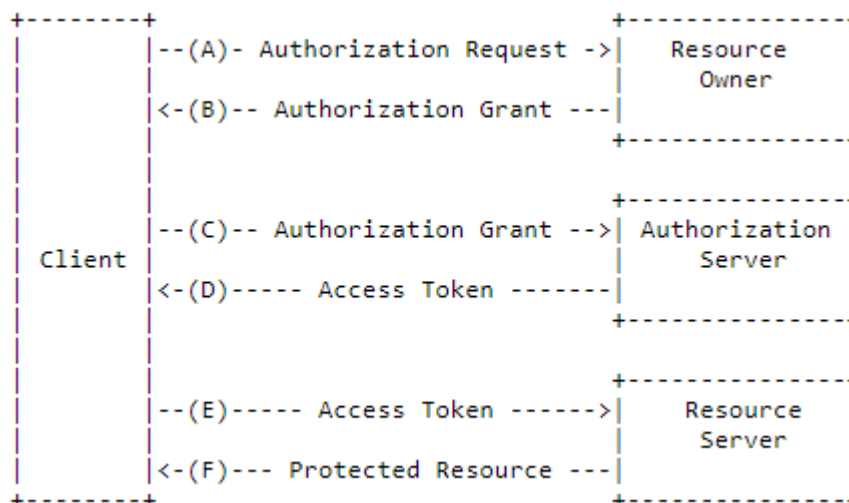 +--------+                               +---------------
|        |--(A)- Authorization Request ->|   Resource
|        |                               |     Owner
|        |<-(B)-- Authorization Grant ---|
|        |                               +---------------
|        |
|        |                               +---------------
|        |--(C)-- Authorization Grant -->| Authorization
| Client |                               |     Server
|        |<-(D)----- Access Token -------|
|        |                               +---------------
|        |
|        |                               +---------------
|        |--(E)----- Access Token ------>|    Resource
|        |                               |     Server
|        |<-(F)--- Protected Resource ---|
+--------+                               +---------------